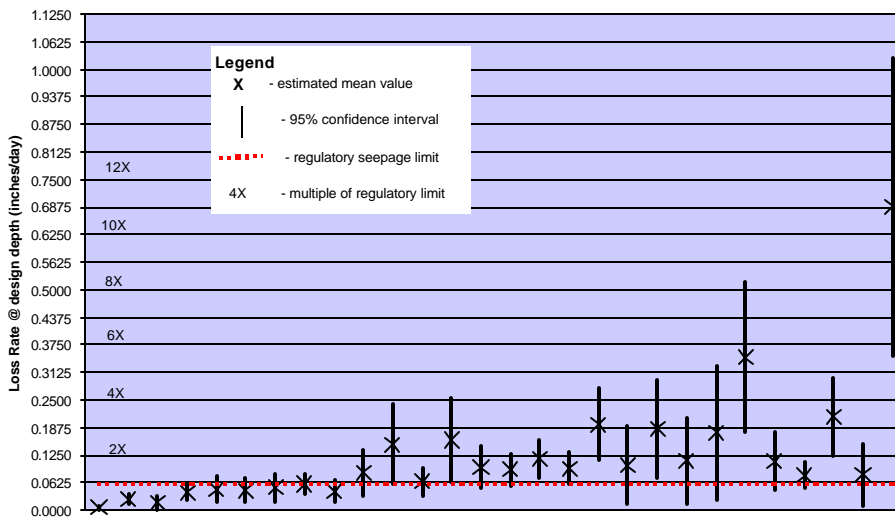 1.1250
1.0625
1.0000
0.9375
0.8750
0.8125
0.7500
0.6875
0.6250
0.5625
0.5000
0.4375
0.3750
0.3125
0.2500
0.1875
0.1250
0.0625
0.0000
Loss Rate @ design depth (inches/day)
Legend
X - estimated mean value
- 95% confidence interval
- regulatory seepage limit
4X - multiple of regulatory limit
12X
10X
8X
6X
4X
2X